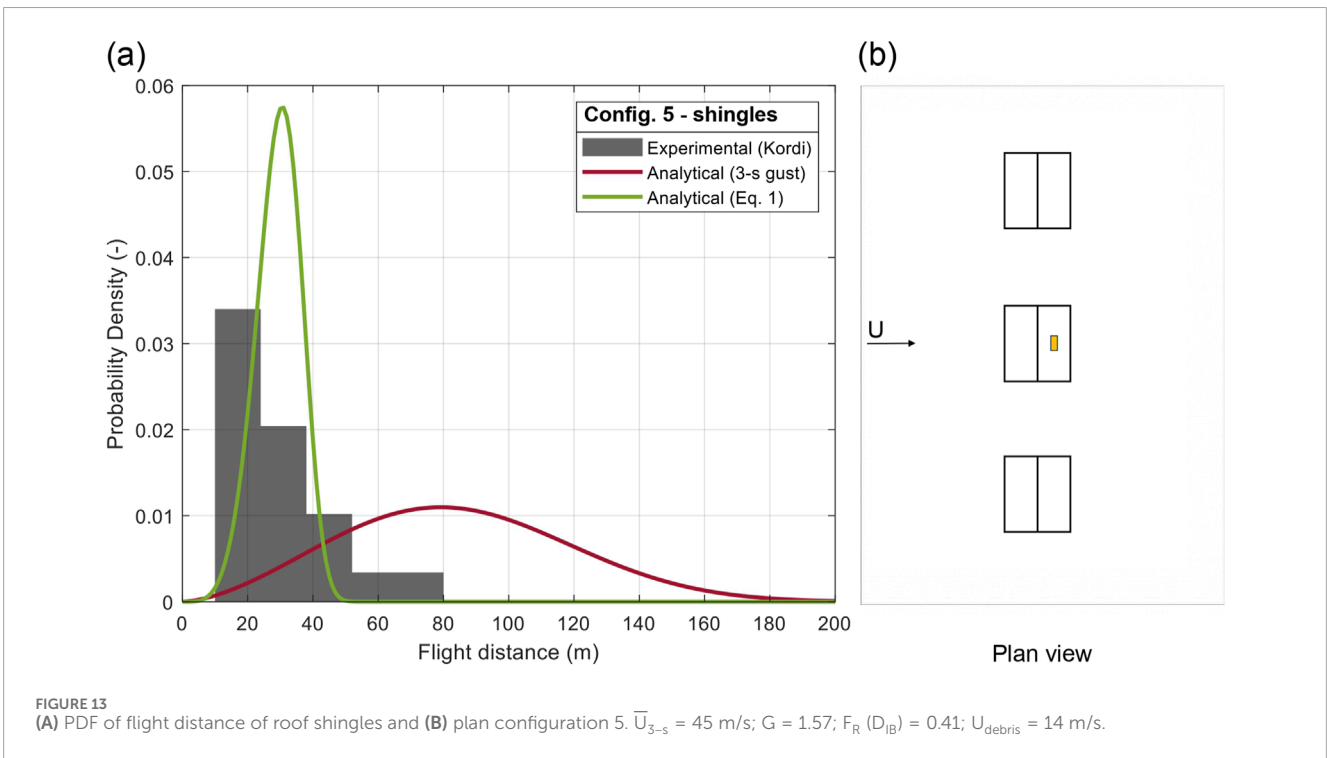 (a)
(b)
0.06
0.05
0.04
0.03
0.02
0.01
0
Probability Density (-)
Config. 5 - shingles
Experimental (Kordi)
Analytical (3-s gust)
Analytical (Eq. 1)
0 20 40 60 80 100 120 140 160 180 200
Flight distance (m)
U
Plan view
FIGURE 13
(A) PDF of flight distance of roof shingles and (B) plan configuration 5. U̅₃₋ₛ = 45 m/s; G = 1.57; F_R (D_IB) = 0.41; U_debris = 14 m/s.